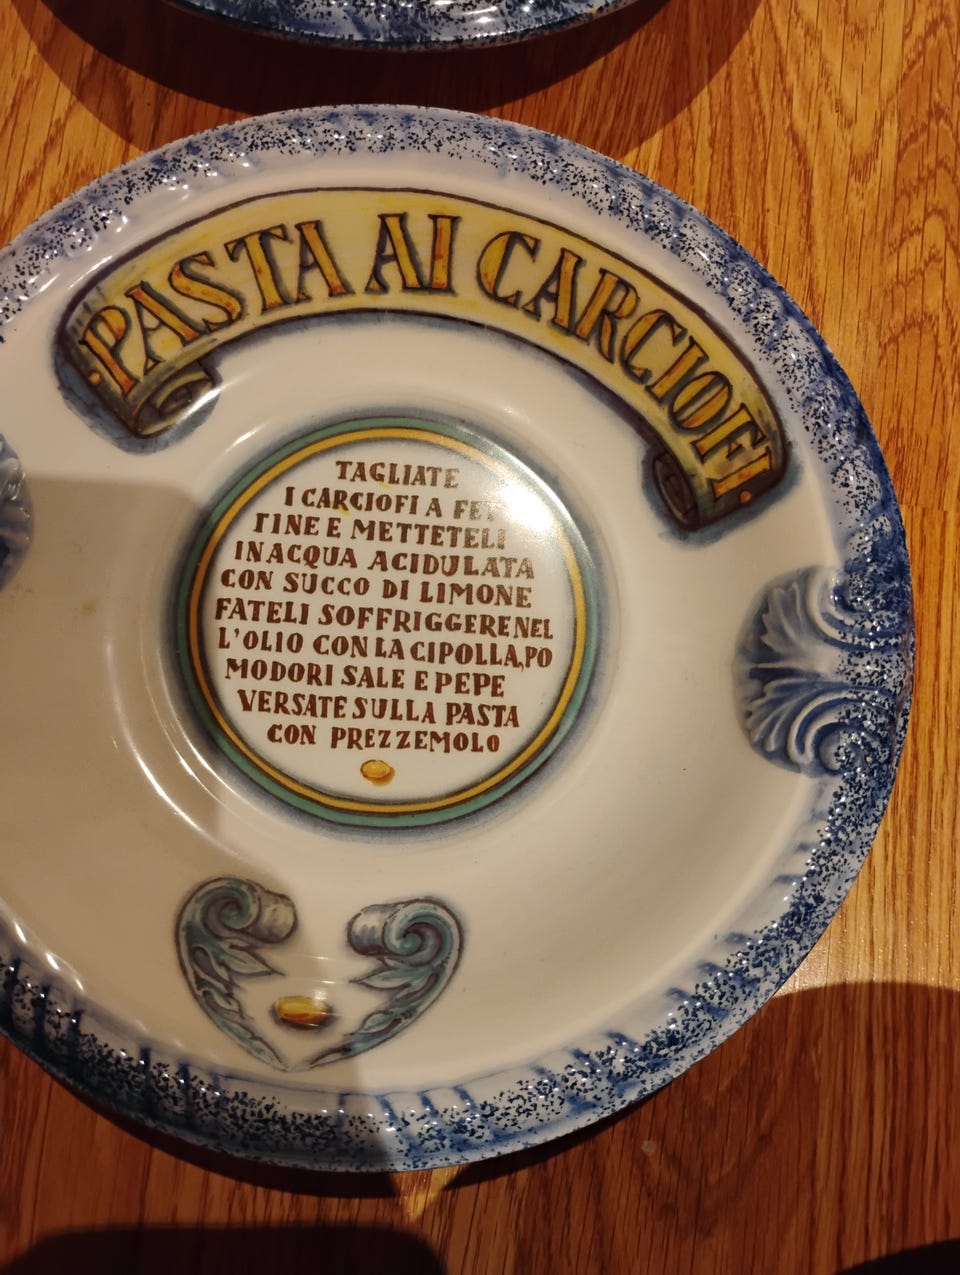 PASTA AI CARCIOFI
TAGLIATE
I CARCIOFI A FET
TINE E METTETELI
IN ACQUA ACIDULATA
CON SUCCO DI LIMONE
FATELI SOFFRIGGERE NEL
L'OLIO CON LA CIPOLLA, PO
MODORI SALE E PEPE
VERSATE SULLA PASTA
CON PREZZEMOLO